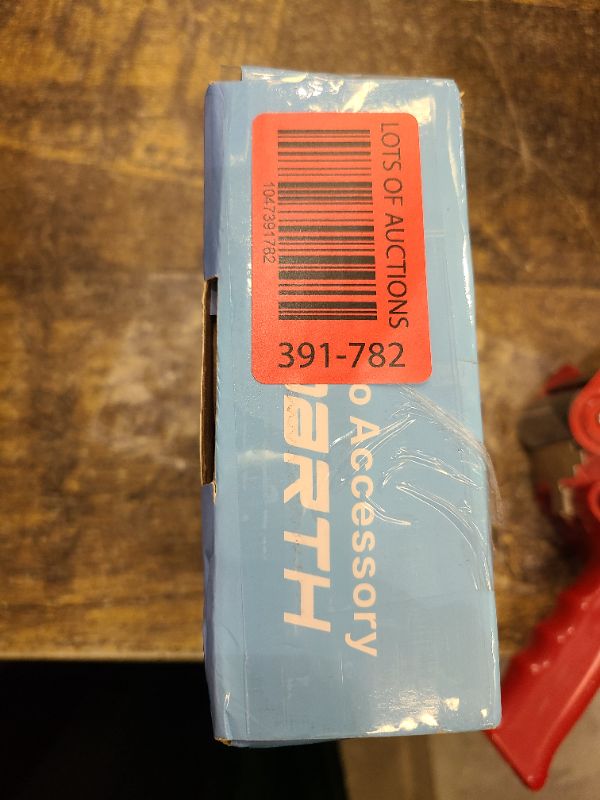 LOTS OF AUCTIONS
1047391782
391-782
Accessory